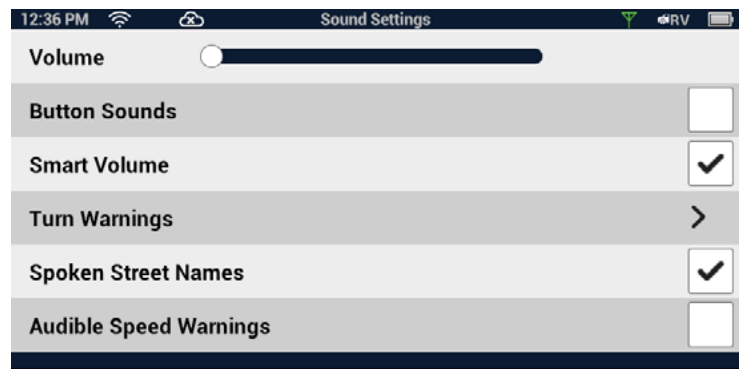 12:36 PM Sound Settings RV
Volume
Button Sounds
Smart Volume
Turn Warnings
Spoken Street Names
Audible Speed Warnings